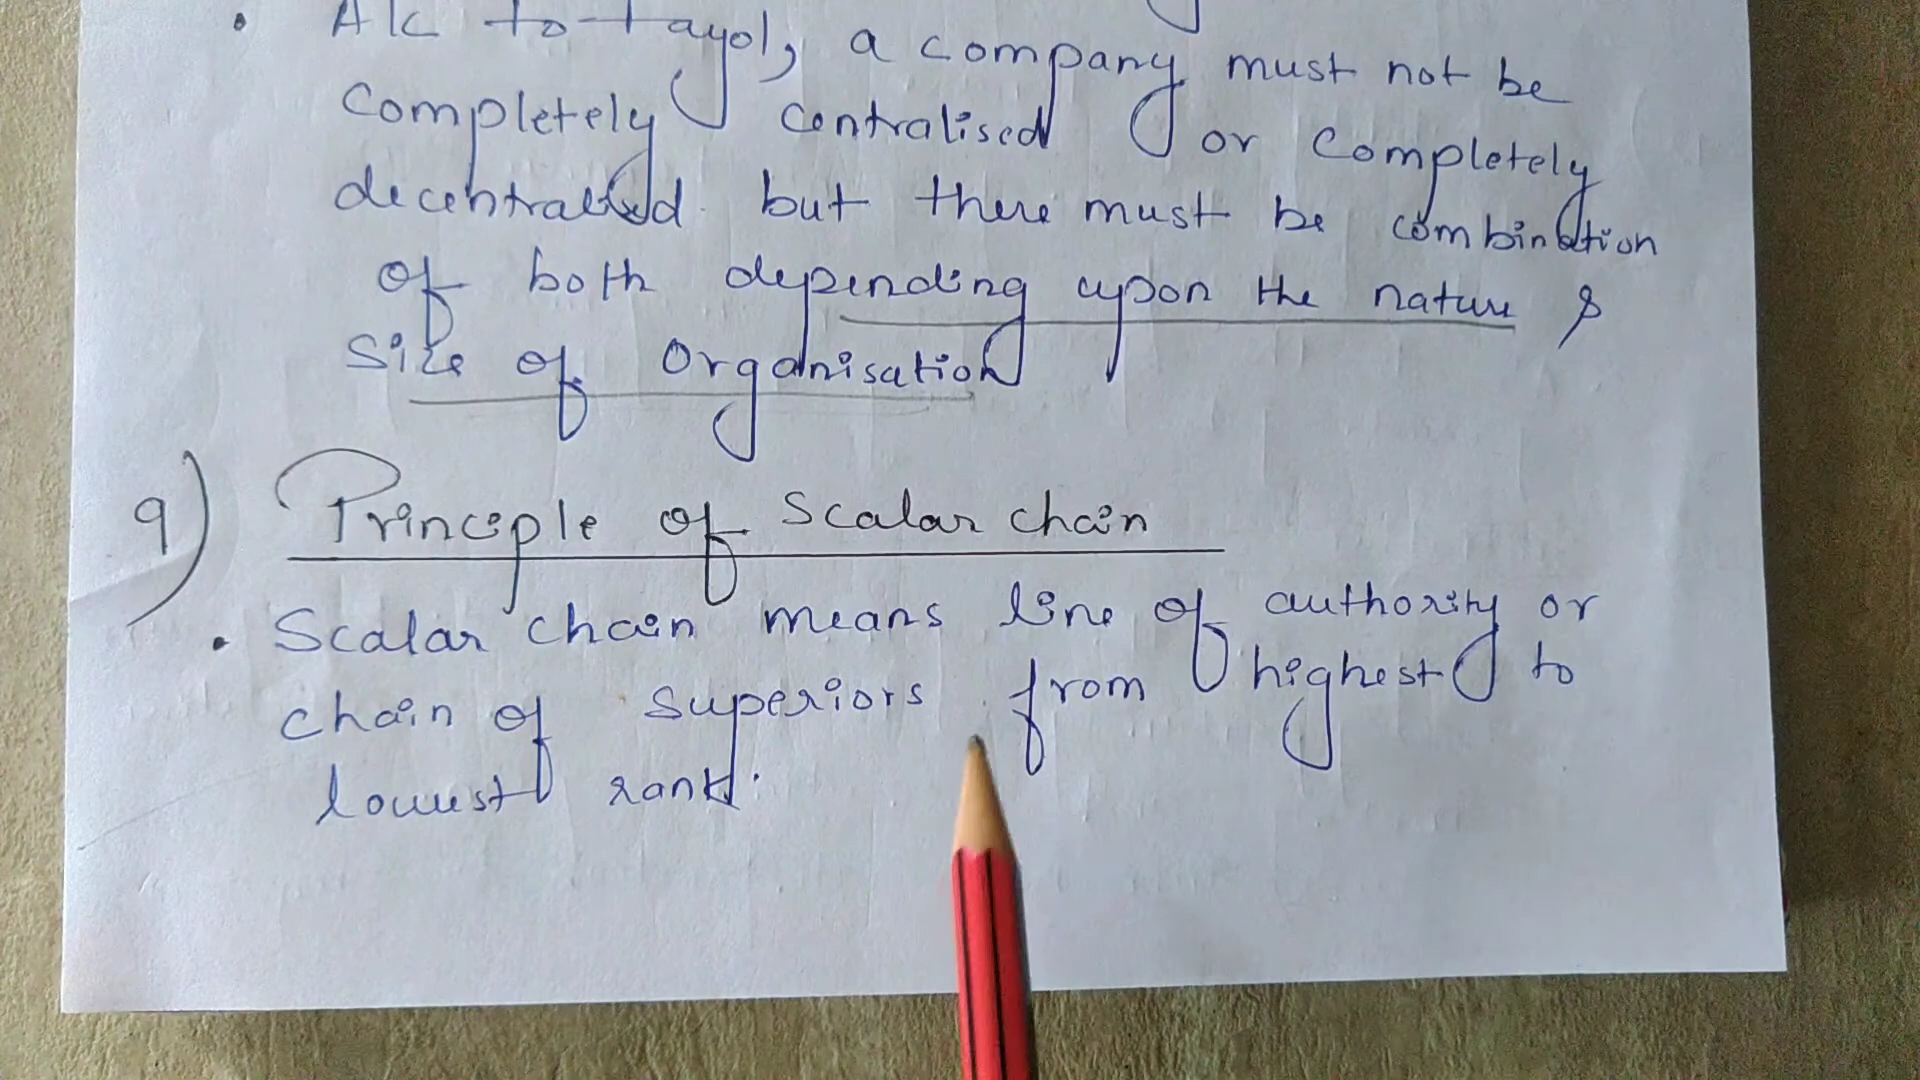 • A/c to Fayol, a company must not be
completely centralised or completely
decentralised but there must be combination
of both depending upon the nature &
size of Organisation
9) Principle of Scalar chain
• Scalar chain means line of authority or
chain of superiors from highest to
lowest rank.